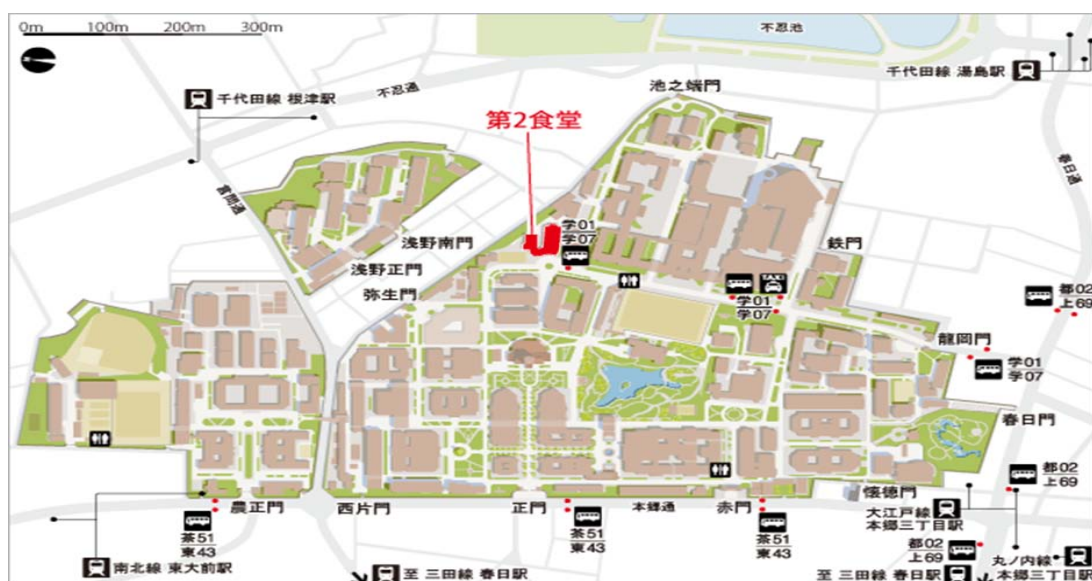 0m 100m 200m 300m
不忍池
千代田線 湯島駅
千代田線 根津駅
不忍通
池之端門
第2食堂
春日通
言問通
学01
学07
浅野南門
浅野正門
弥生門
鉄門
TAXI
学01
学07
都02
上69
龍岡門
学01
学07
春日門
都02
上69
懐徳門
大江戸線
本郷三丁目駅
農正門
西片門
正門
本郷通
赤門
茶51
東43
茶51
東43
茶51
東43
都02
上69
丸ノ内線
本郷三丁目駅
南北線 東大前駅
至 三田線 春日駅
至 三田線 春日駅